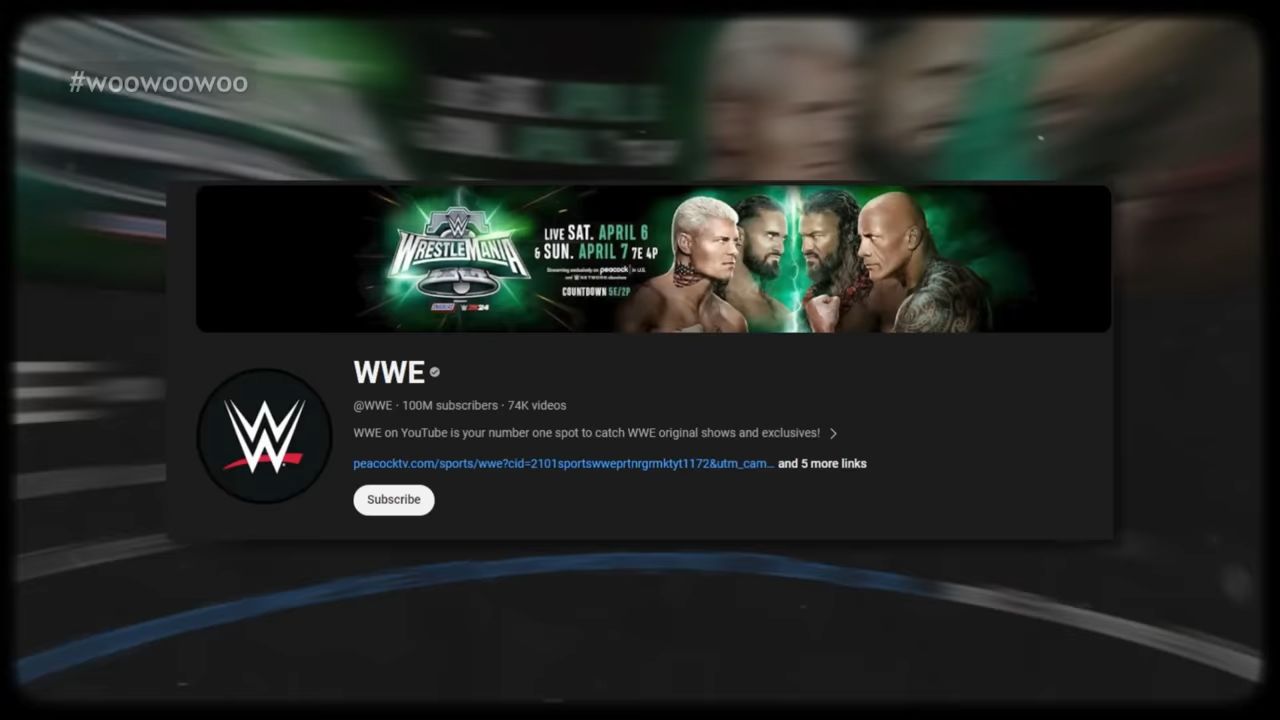 #woowoowoo
WRESTLEMANIA
LIVE SAT. APRIL 6
& SUN. APRIL 7 7E 4P
Streaming exclusively on peacock in U.S.
COUNTDOWN 5E/2P
2K24
WWE
@WWE · 100M subscribers · 74K videos
WWE on YouTube is your number one spot to catch WWE original shows and exclusives!
peacocktv.com/sports/wwe?cid=2101sportswweprtnrgrmktyt1172&utm_cam... and 5 more links
Subscribe